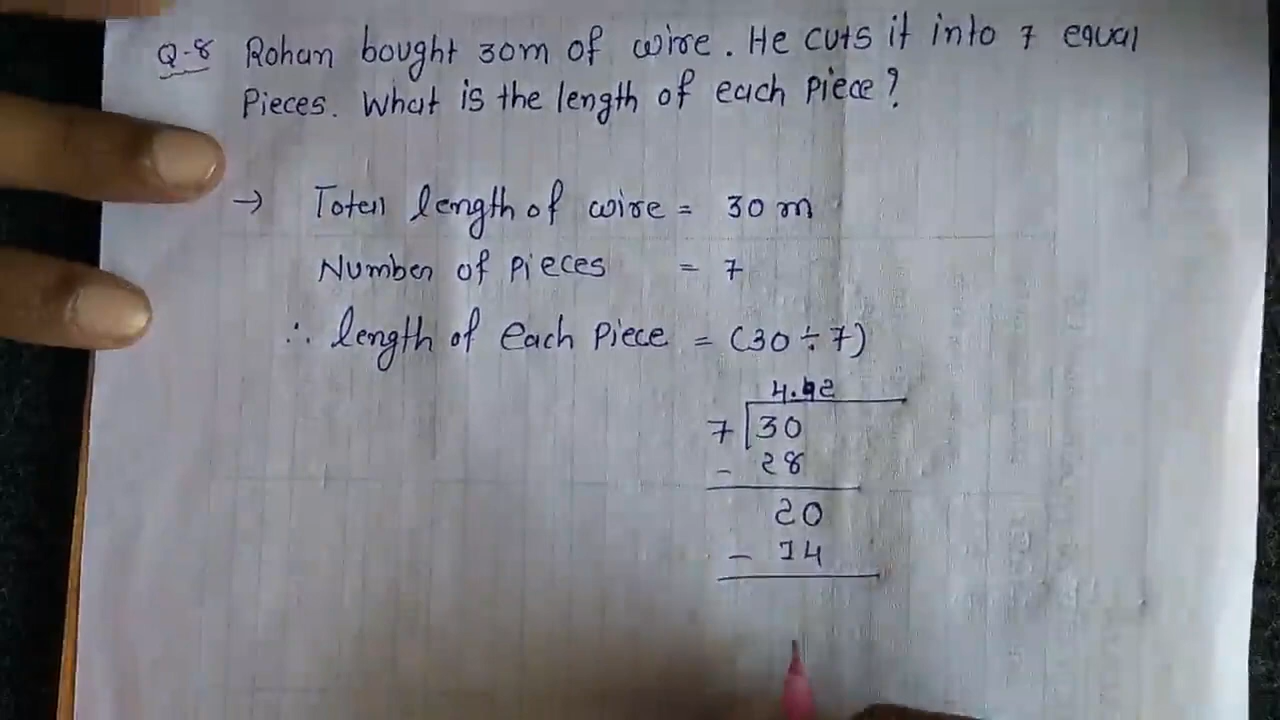 Q-8 Rohan bought 30m of wire. He cuts it into 7 equal
Pieces. What is the length of each Piece?
→ Total length of wire = 30 m
Number of Pieces = 7
∴ length of Each Piece = (30 ÷ 7)
4.42
7 30
- 28
20
- 14